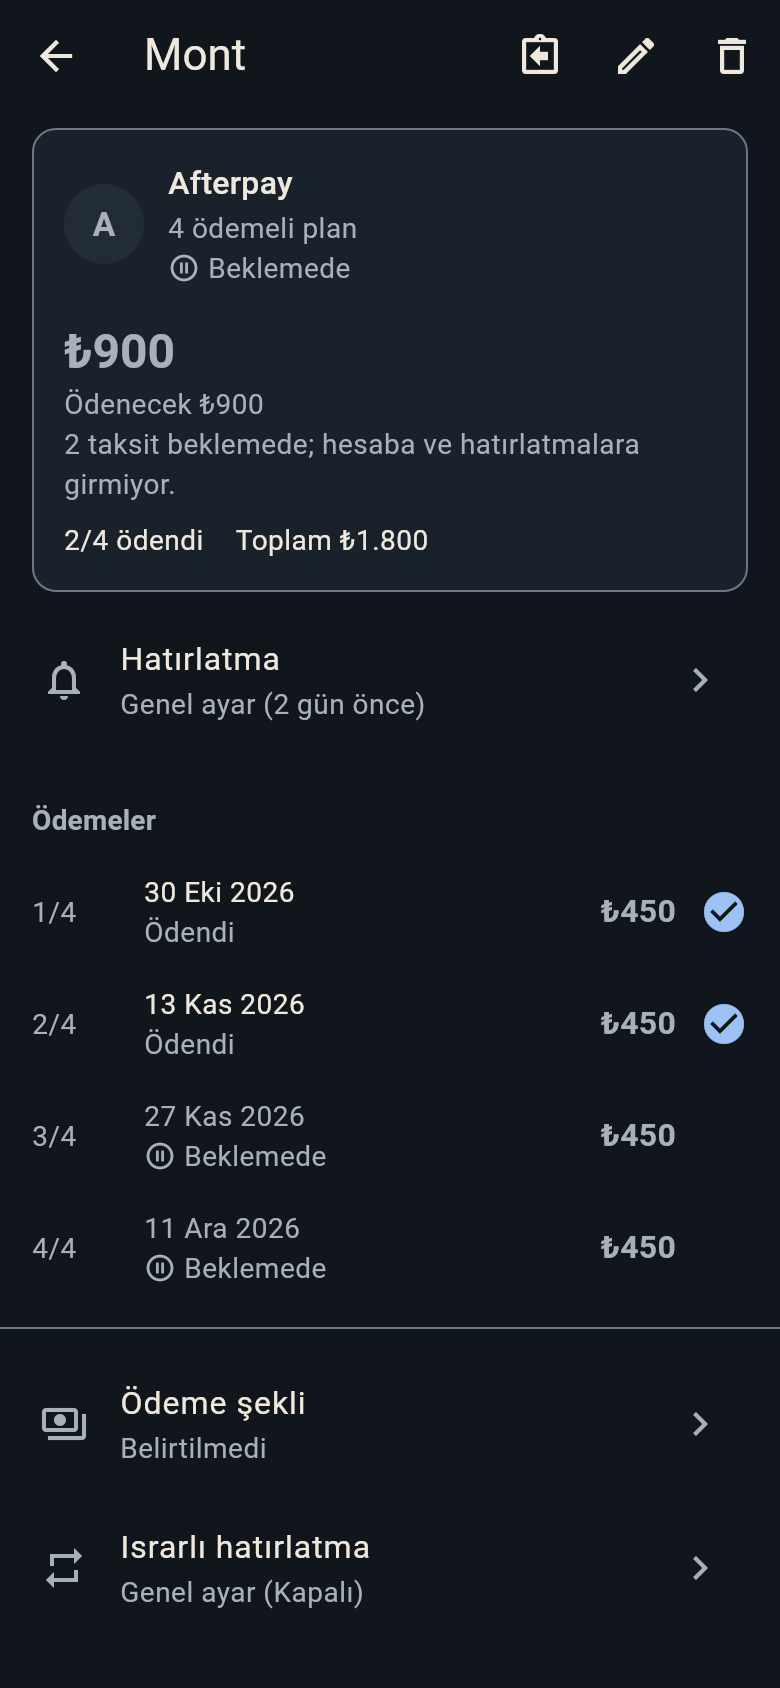 Mont
A
Afterpay
4 ödemeli plan
Beklemede
₺900
Ödenecek ₺900
2 taksit beklemede; hesaba ve hatırlatmalara
girmiyor.
2/4 ödendi Toplam ₺1.800
Hatırlatma
Genel ayar (2 gün önce)
Ödemeler
1/4 30 Eki 2026 ₺450
Ödendi
2/4 13 Kas 2026 ₺450
Ödendi
3/4 27 Kas 2026 ₺450
Beklemede
4/4 11 Ara 2026 ₺450
Beklemede
Ödeme şekli
Belirtilmedi
Israrlı hatırlatma
Genel ayar (Kapalı)